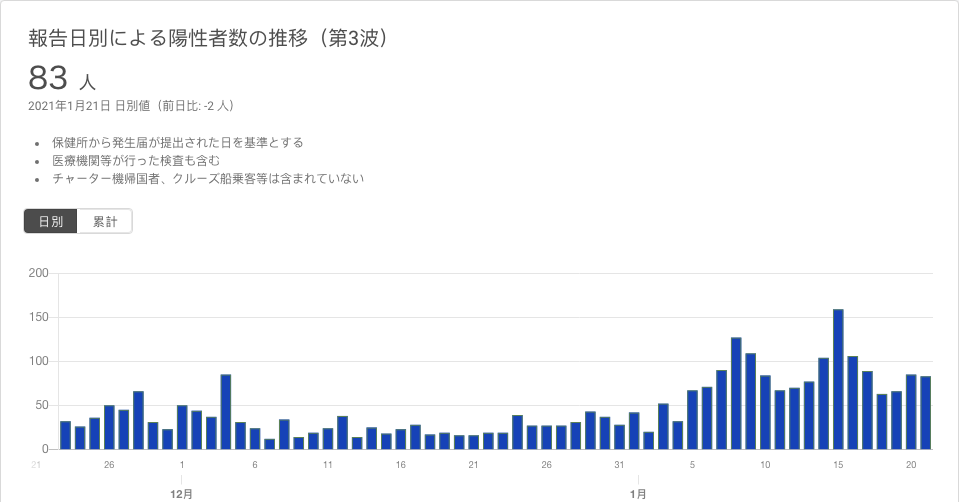 報告日別による陽性者数の推移（第3波）
83 人
2021年1月21日 日別値（前日比: -2 人）
保健所から発生届が提出された日を基準とする
医療機関等が行った検査も含む
チャーター機帰国者、クルーズ船乗客等は含まれていない
日別 累計
200
150
100
50
0
21 26 1 6 11 16 21 26 31 5 10 15 20
12月 1月